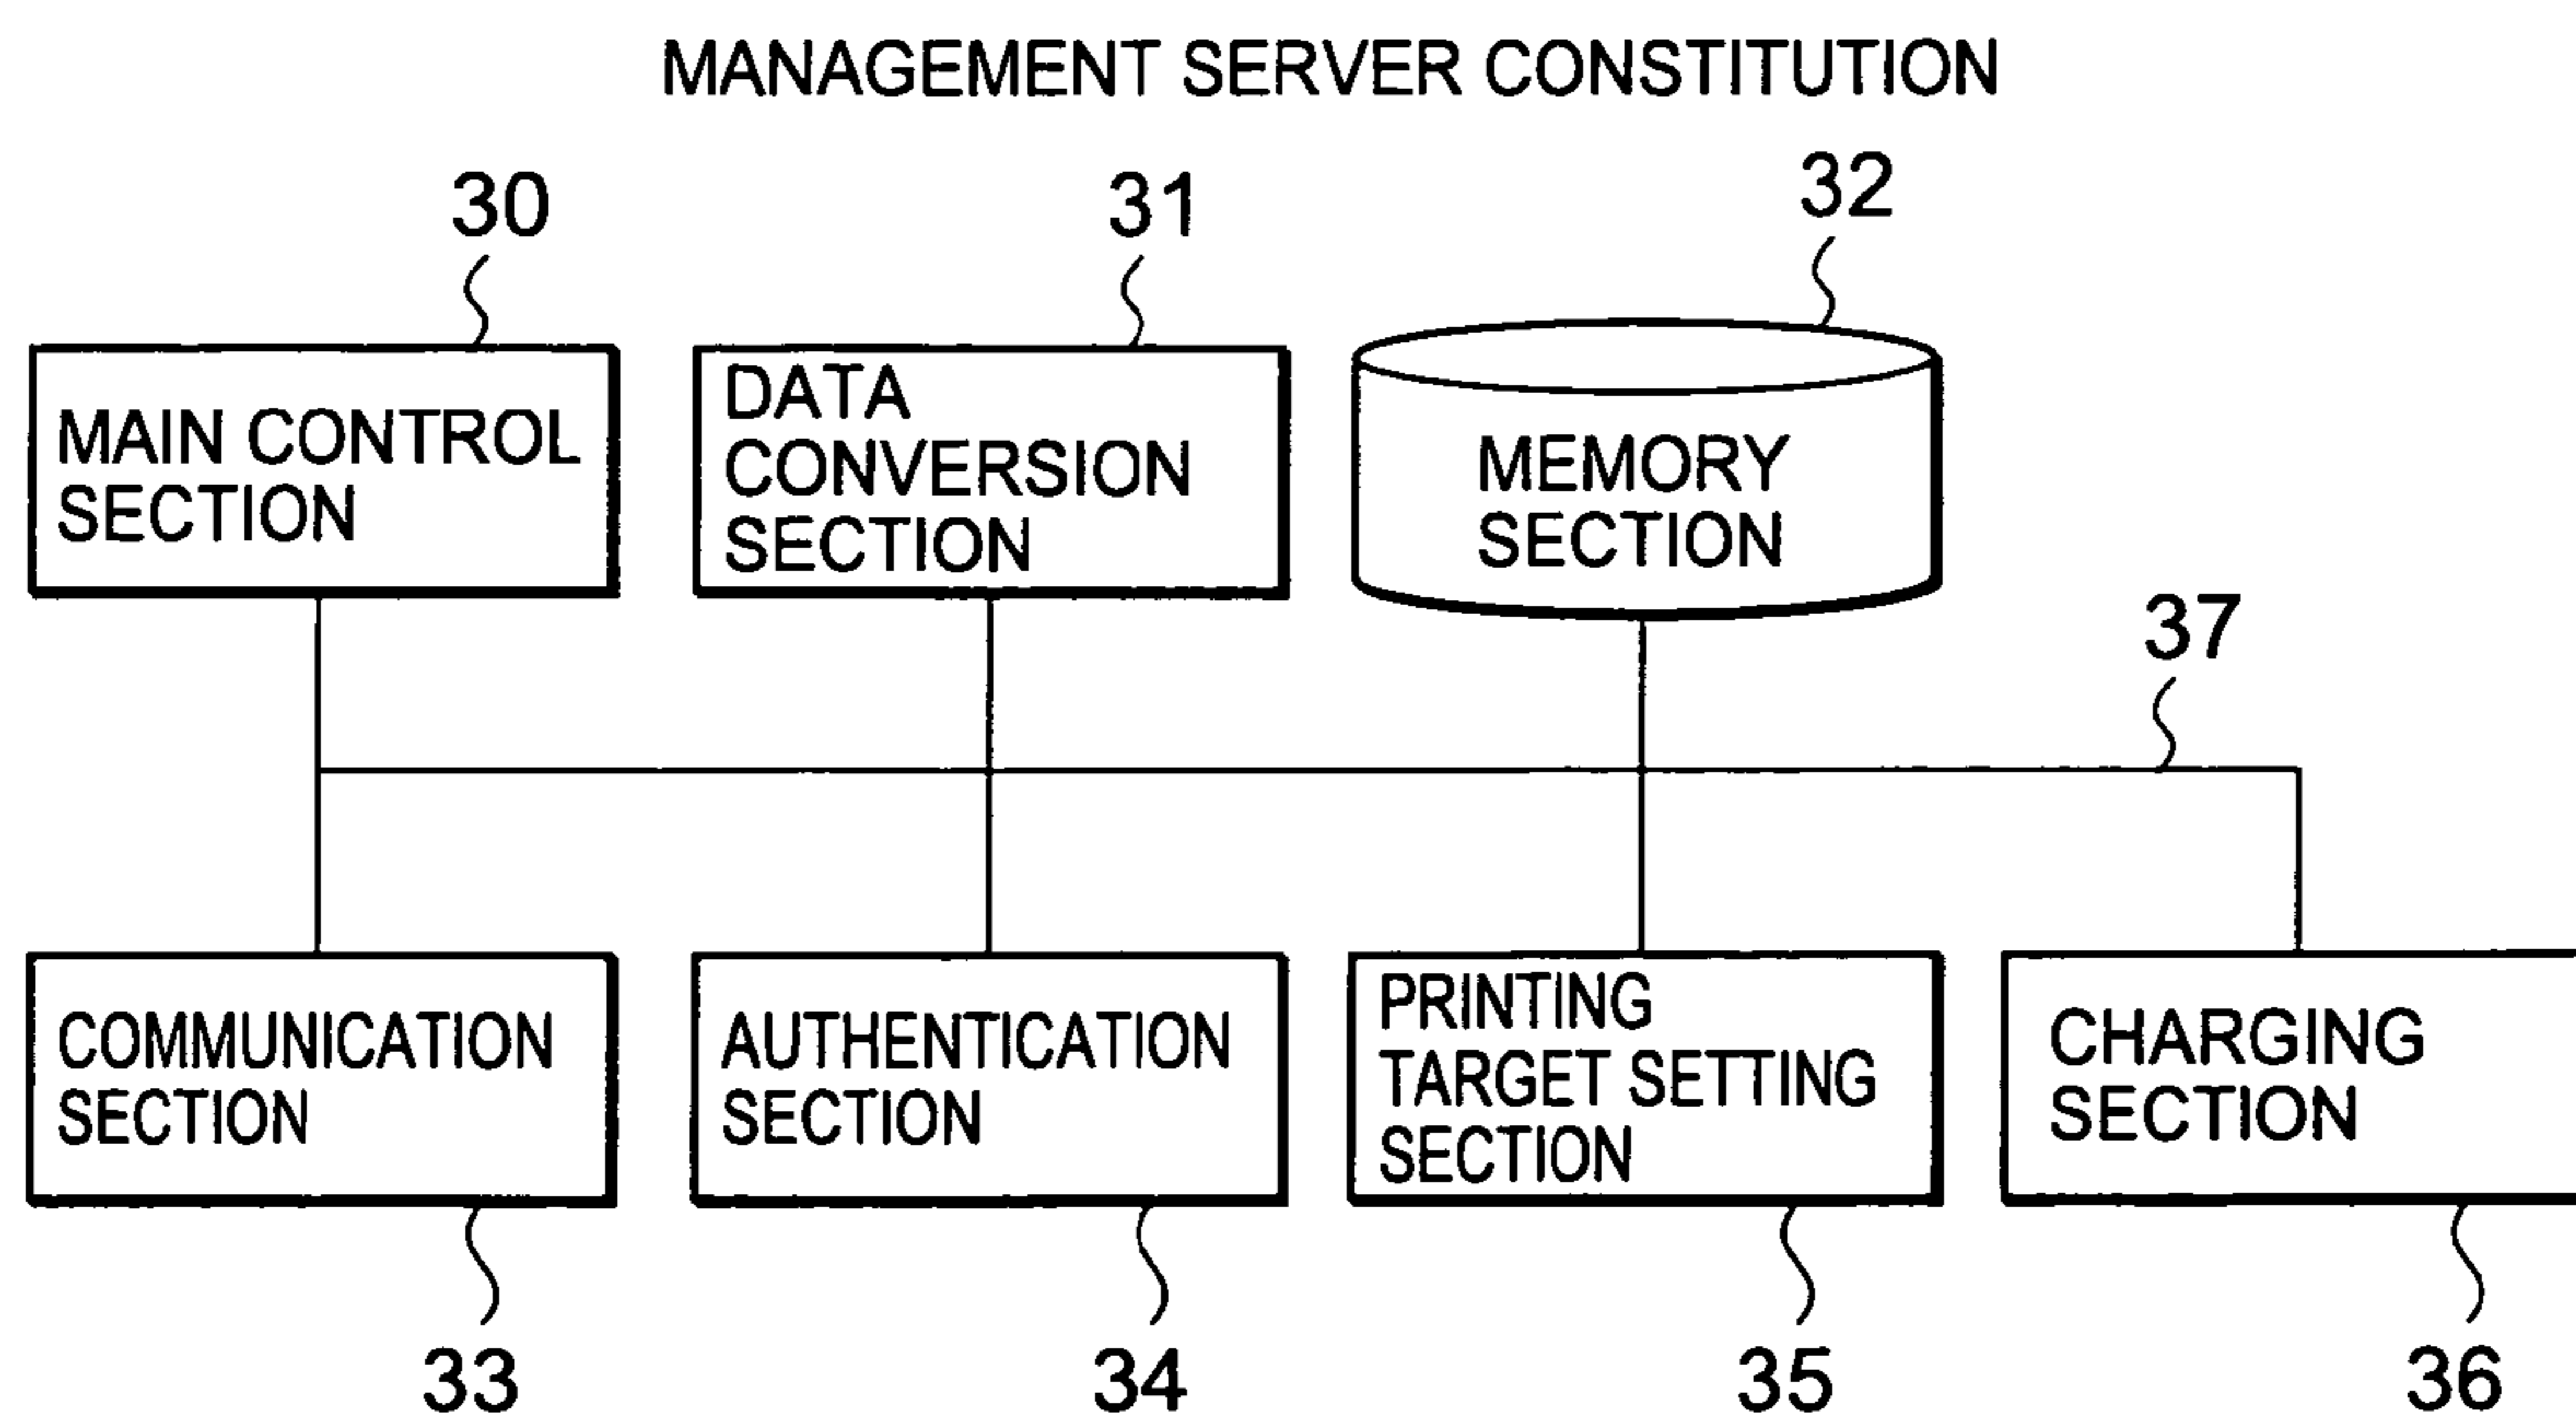 MANAGEMENT SERVER CONSTITUTION
30
31
32
MAIN CONTROL
SECTION
DATA
CONVERSION
SECTION
MEMORY
SECTION
37
COMMUNICATION
SECTION
AUTHENTICATION
SECTION
PRINTING
TARGET SETTING
SECTION
CHARGING
SECTION
33
34
35
36